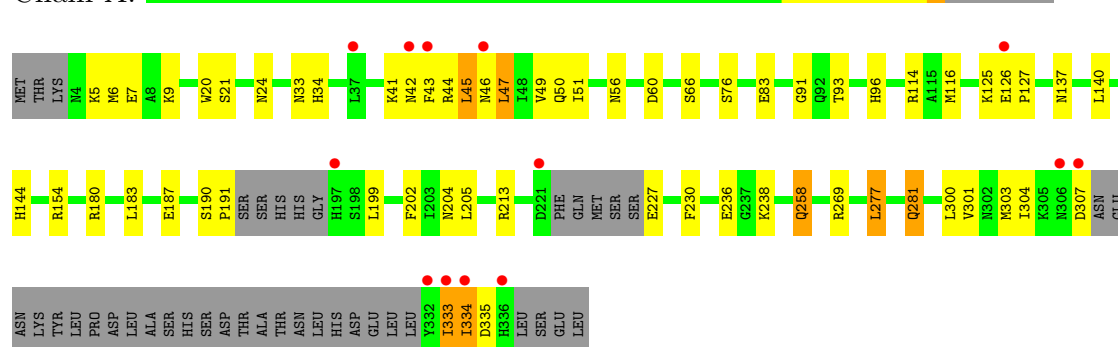 MET THR LYS N4 K5 M6 E7 A8 K9 W20 S21 N24 N33 H34 L37 K41 N42 F43 R44 L45 N46 L47 I48 V49 Q50 I51 N56 D60 S66 S76 E83 G91 Q92 T93 H96 R114 A115 M116 K125 E126 P127 N137 L140
H144 R154 R180 L183 E187 S190 P191 SER SER HIS HIS GLY H197 S198 L199 F202 I203 N204 L205 R213 D221 PHE GLN MET SER SER E227 F230 E236 G237 K238 Q258 R269 L277 Q281 L300 V301 N302 M303 I304 K305 N306 D307 ASN
ASN LYS TYR LEU PRO ASP LEU ALA SER HIS SER ASP THR ALA THR ASN LEU HIS ASP GLU LEU LEU Y332 I333 I334 D335 H336 LEU SER GLU LEU